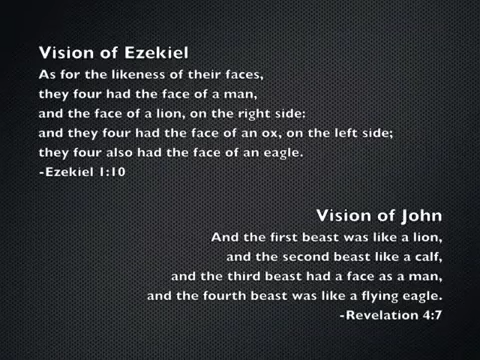 Vision of Ezekiel
As for the likeness of their faces,
they four had the face of a man,
and the face of a lion, on the right side:
and they four had the face of an ox, on the left side;
they four also had the face of an eagle.
-Ezekiel 1:10
Vision of John
And the first beast was like a lion,
and the second beast like a calf,
and the third beast had a face as a man,
and the fourth beast was like a flying eagle.
-Revelation 4:7